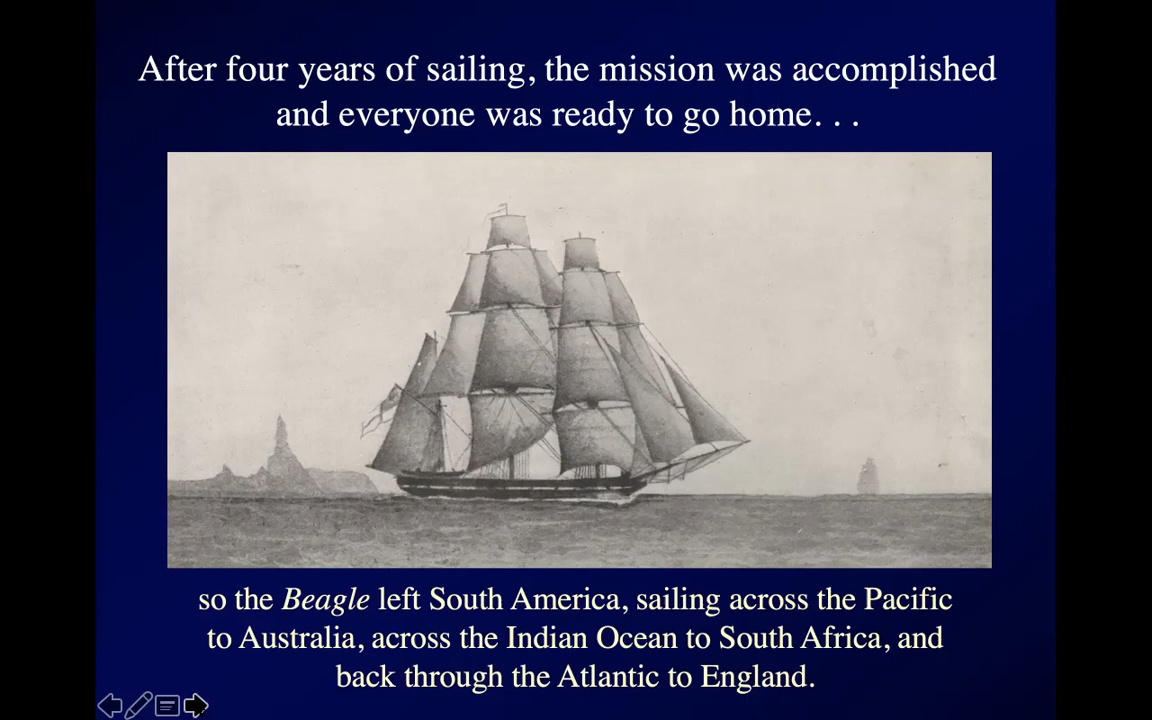 After four years of sailing, the mission was accomplished
and everyone was ready to go home. . .
so the Beagle left South America, sailing across the Pacific
to Australia, across the Indian Ocean to South Africa, and
back through the Atlantic to England.